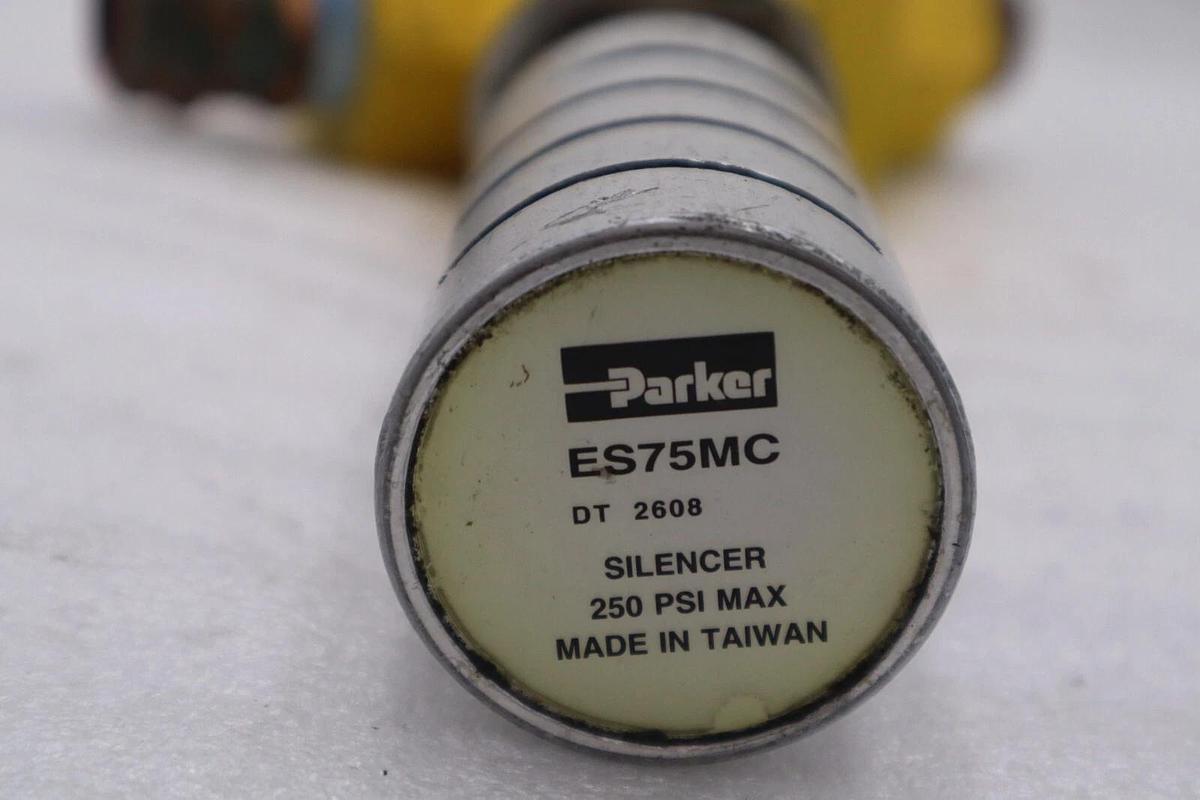 Parker
ES75MC
DT 2608
SILENCER
250 PSI MAX
MADE IN TAIWAN